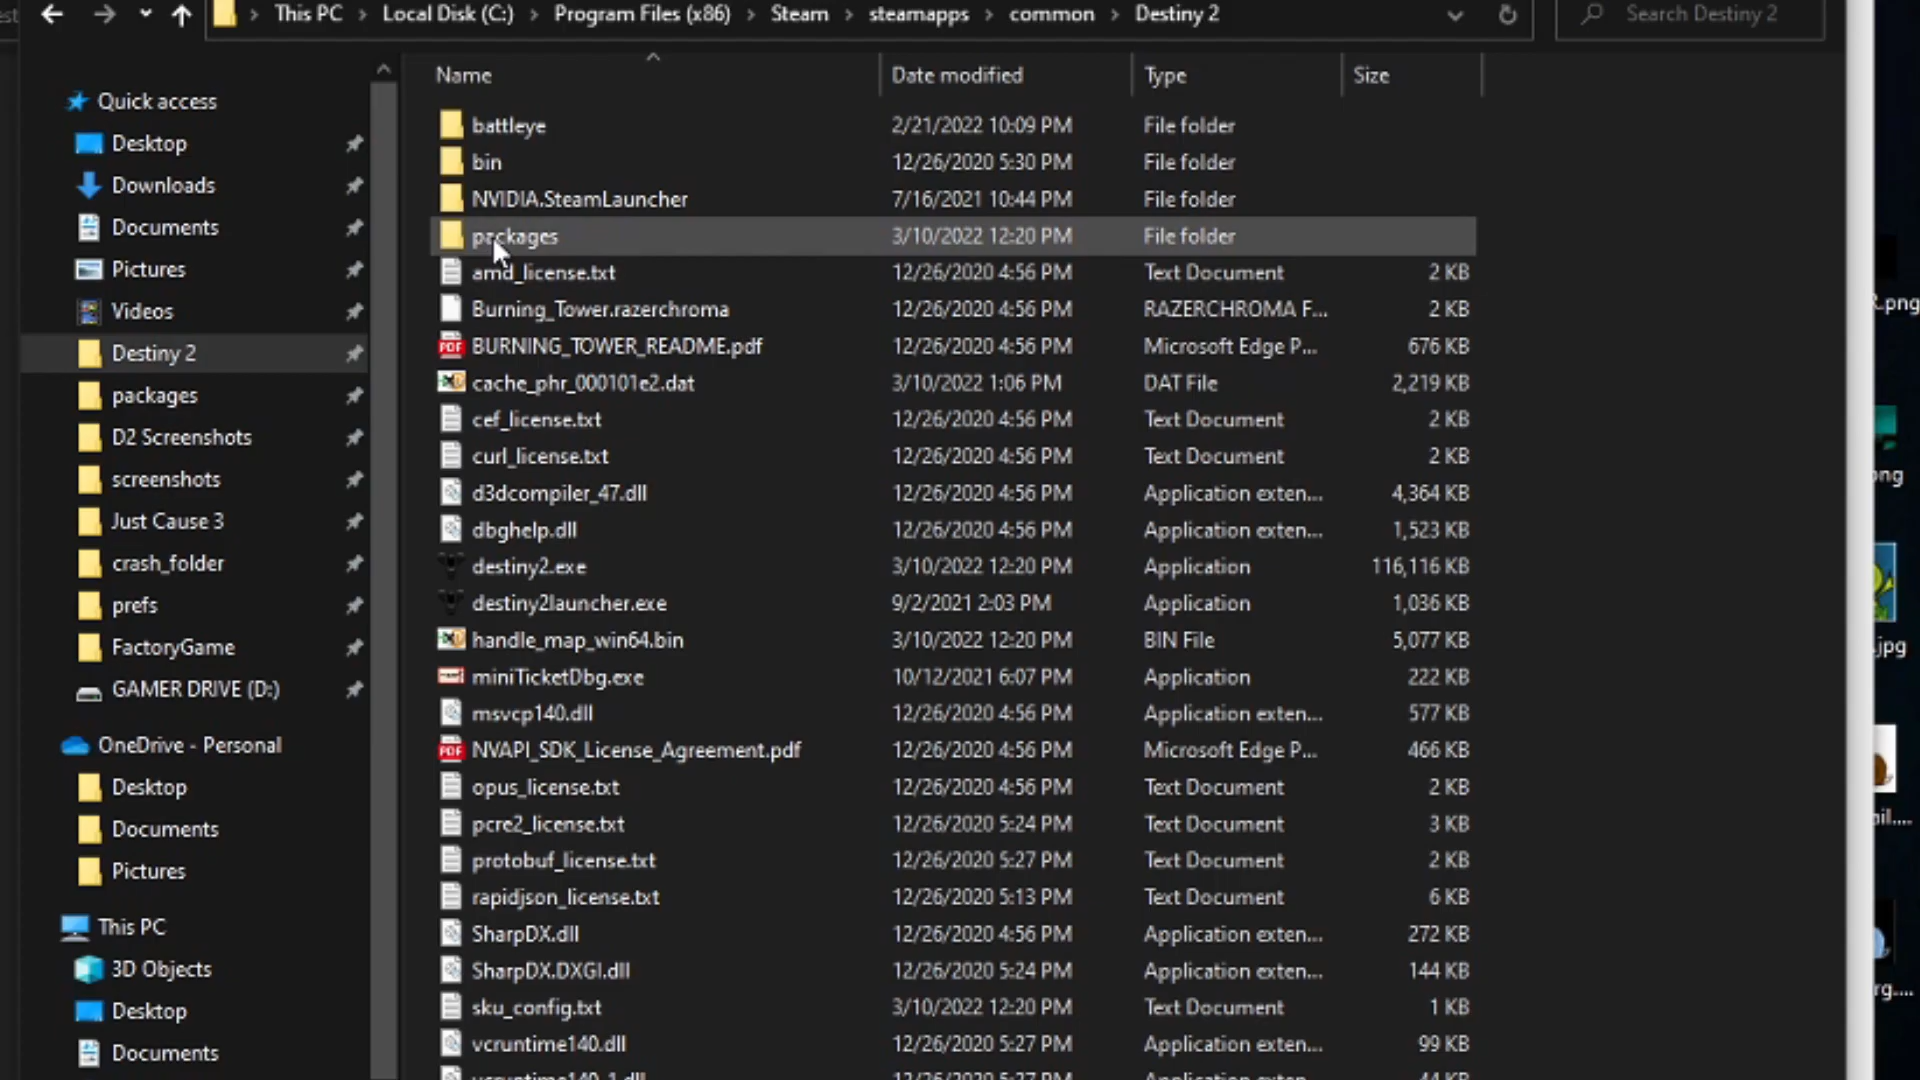 This PC > Local Disk (C:) > Program Files (x86) > Steam > steamapps > common > Destiny 2
Search Destiny 2
Name Date modified Type Size
Quick access
Desktop
Downloads
Documents
Pictures
Videos
Destiny 2
packages
D2 Screenshots
screenshots
Just Cause 3
crash_folder
prefs
FactoryGame
GAMER DRIVE (D:)
OneDrive - Personal
Desktop
Documents
Pictures
This PC
3D Objects
Desktop
Documents
battleye 2/21/2022 10:09 PM File folder
bin 12/26/2020 5:30 PM File folder
NVIDIA.SteamLauncher 7/16/2021 10:44 PM File folder
packages 3/10/2022 12:20 PM File folder
amd_license.txt 12/26/2020 4:56 PM Text Document 2 KB
Burning_Tower.razerchroma 12/26/2020 4:56 PM RAZERCHROMA F... 2 KB
PDF BURNING_TOWER_README.pdf 12/26/2020 4:56 PM Microsoft Edge P... 676 KB
cache_phr_000101e2.dat 3/10/2022 1:06 PM DAT File 2,219 KB
cef_license.txt 12/26/2020 4:56 PM Text Document 2 KB
curl_license.txt 12/26/2020 4:56 PM Text Document 2 KB
d3dcompiler_47.dll 12/26/2020 4:56 PM Application exten... 4,364 KB
dbghelp.dll 12/26/2020 4:56 PM Application exten... 1,523 KB
destiny2.exe 3/10/2022 12:20 PM Application 116,116 KB
destiny2launcher.exe 9/2/2021 2:03 PM Application 1,036 KB
handle_map_win64.bin 3/10/2022 12:20 PM BIN File 5,077 KB
miniTicketDbg.exe 10/12/2021 6:07 PM Application 222 KB
msvcp140.dll 12/26/2020 4:56 PM Application exten... 577 KB
PDF NVAPI_SDK_License_Agreement.pdf 12/26/2020 4:56 PM Microsoft Edge P... 466 KB
opus_license.txt 12/26/2020 4:56 PM Text Document 2 KB
pcre2_license.txt 12/26/2020 5:24 PM Text Document 3 KB
protobuf_license.txt 12/26/2020 5:27 PM Text Document 2 KB
rapidjson_license.txt 12/26/2020 5:13 PM Text Document 6 KB
SharpDX.dll 12/26/2020 4:56 PM Application exten... 272 KB
SharpDX.DXGI.dll 12/26/2020 5:24 PM Application exten... 144 KB
sku_config.txt 3/10/2022 12:20 PM Text Document 1 KB
vcruntime140.dll 12/26/2020 5:27 PM Application exten... 99 KB
vcruntime140_1.dll 12/26/2020 5:27 PM Application exten... 44 KB
.png
.jpg